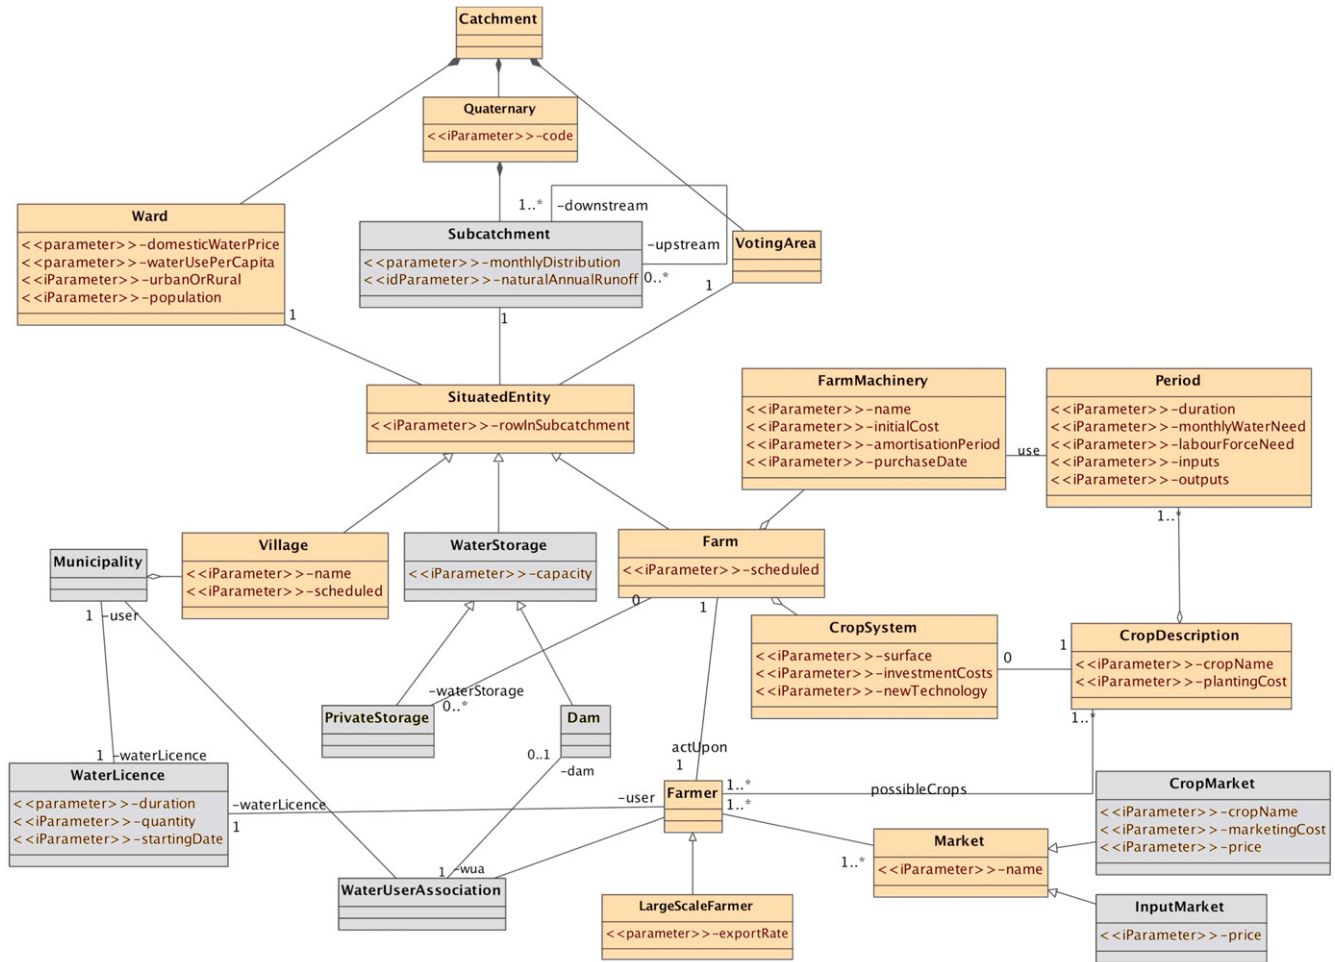 Catchment
Quaternary
<<iParameter>>-code
1..*
-downstream
Ward
<<parameter>>-domesticWaterPrice
<<parameter>>-waterUsePerCapita
<<iParameter>>-urbanOrRural
<<iParameter>>-population
1
Subcatchment
<<parameter>>-monthlyDistribution
<<idParameter>>-naturalAnnualRunoff
-upstream
0..*
1
VotingArea
1
SituatedEntity
<<iParameter>>-rowInSubcatchment
FarmMachinery
<<iParameter>>-name
<<iParameter>>-initialCost
<<iParameter>>-amortisationPeriod
<<iParameter>>-purchaseDate
use
Period
<<iParameter>>-duration
<<iParameter>>-monthlyWaterNeed
<<iParameter>>-labourForceNeed
<<iParameter>>-inputs
<<iParameter>>-outputs
1..*
Municipality
1
-user
Village
<<iParameter>>-name
<<iParameter>>-scheduled
WaterStorage
<<iParameter>>-capacity
Farm
<<iParameter>>-scheduled
0
1
CropSystem
<<iParameter>>-surface
<<iParameter>>-investmentCosts
<<iParameter>>-newTechnology
0
1
CropDescription
<<iParameter>>-cropName
<<iParameter>>-plantingCost
1..*
-waterStorage
0..*
PrivateStorage
Dam
0..1
-dam
actUpon
1
1 -waterLicence
WaterLicence
<<parameter>>-duration
<<iParameter>>-quantity
<<iParameter>>-startingDate
-waterLicence
1
-user
Farmer
1..*
1..*
possibleCrops
CropMarket
<<iParameter>>-cropName
<<iParameter>>-marketingCost
<<iParameter>>-price
Market
<<iParameter>>-name
1..*
1 -wua
WaterUserAssociation
LargeScaleFarmer
<<parameter>>-exportRate
InputMarket
<<iParameter>>-price